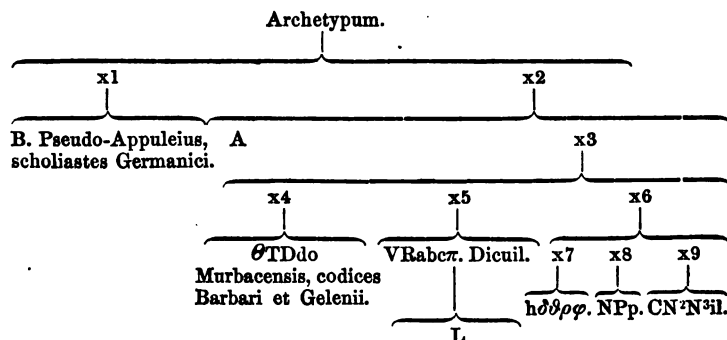 Archetypum.
x1 x2
B. Pseudo-Appuleius, A
scholiastes Germanici. x3
x4 x5 x6
θTDdo VRabcπ. Dicuil. x7 x8 x9
Murbacensis, codices
Barbari et Gelenii. hδϑρφ. NPp. CN²N³il.
L